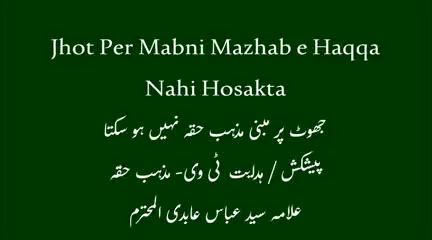 Jhot Per Mabni Mazhab e Haqqa
Nahi Hosakta
جھوٹ پر مبنی مذہب حقہ نہیں ہو سکتا
پیشکش / ہدایت ٹی وی- مذہب حقہ
علامہ سید عباس عابدی المحترم